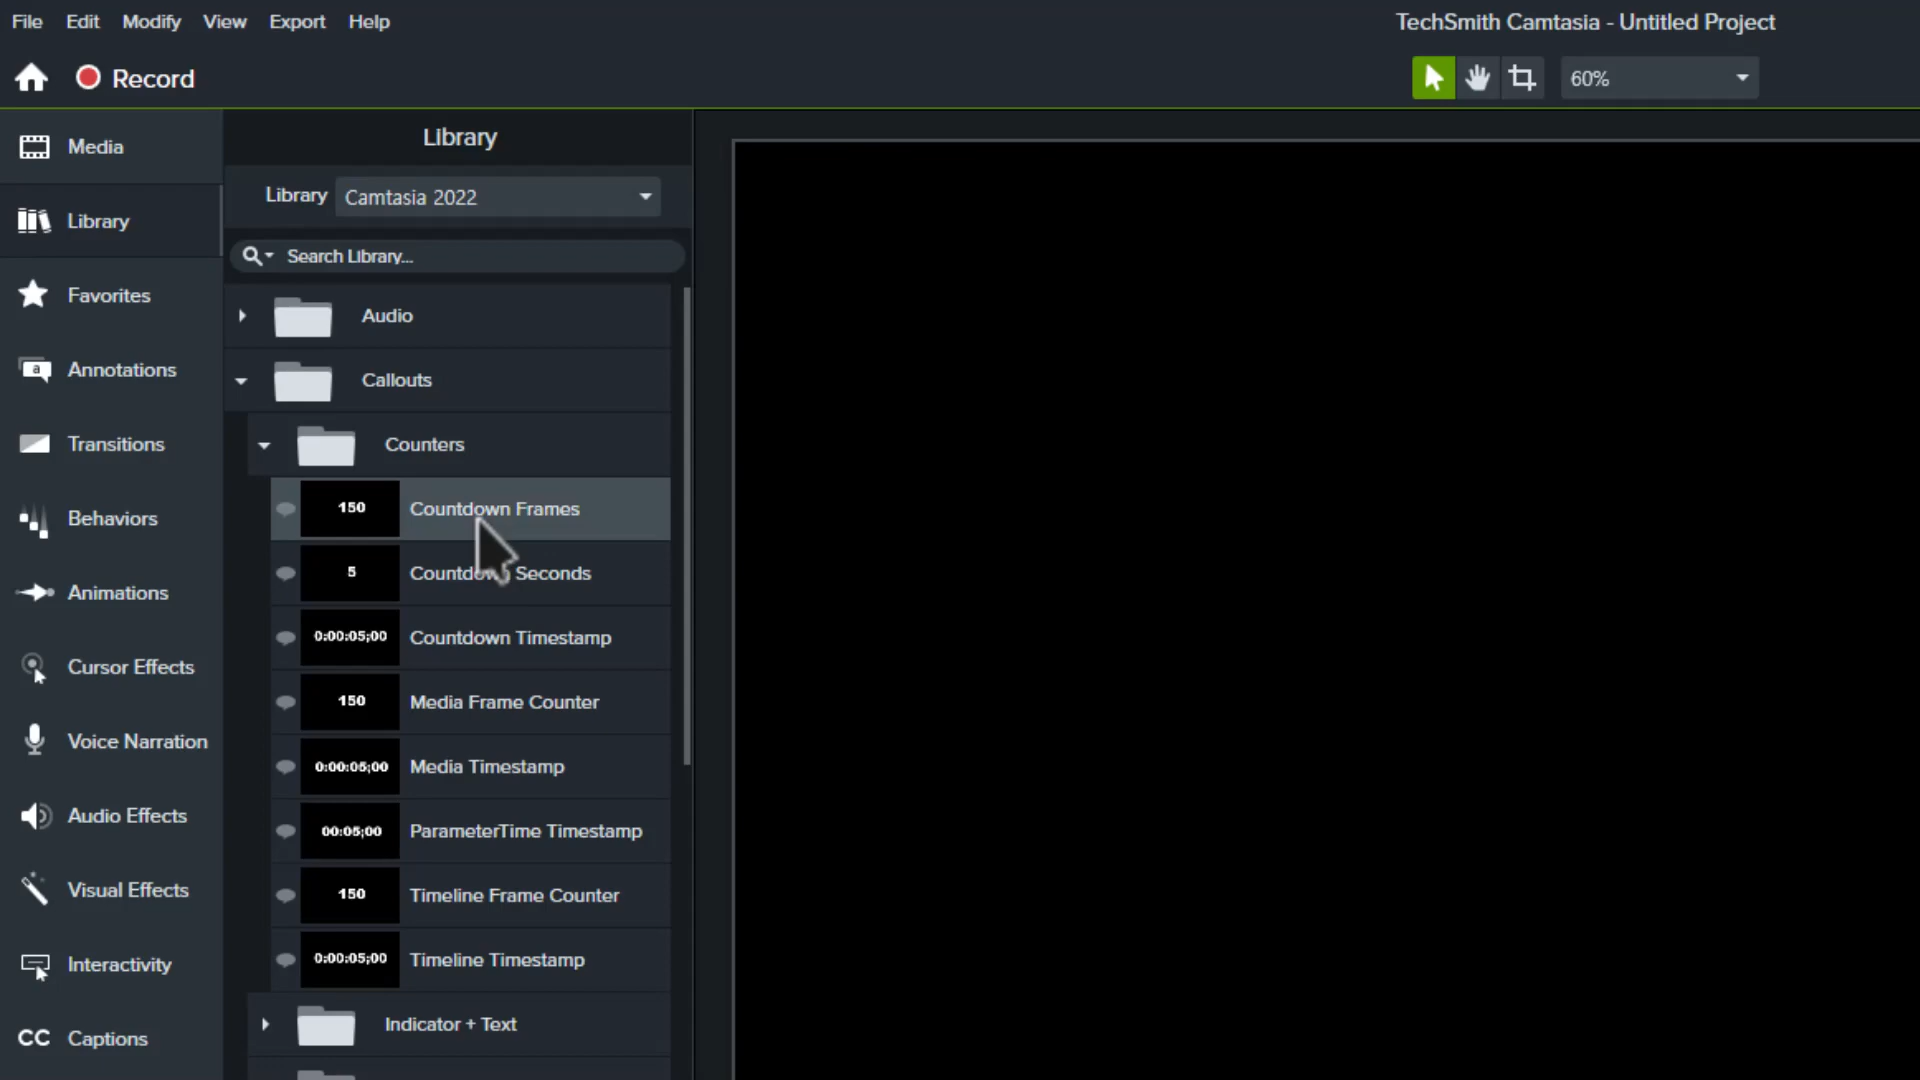 File Edit Modify View Export Help
TechSmith Camtasia - Untitled Project
Record
60%
Media
Library
Favorites
Annotations
Transitions
Behaviors
Animations
Cursor Effects
Voice Narration
Audio Effects
Visual Effects
Interactivity
CC Captions
Library
Library Camtasia 2022
Search Library...
Audio
Callouts
Counters
150 Countdown Frames
5 Countdown Seconds
0:00:05;00 Countdown Timestamp
150 Media Frame Counter
0:00:05;00 Media Timestamp
00:05;00 ParameterTime Timestamp
150 Timeline Frame Counter
0:00:05;00 Timeline Timestamp
Indicator + Text